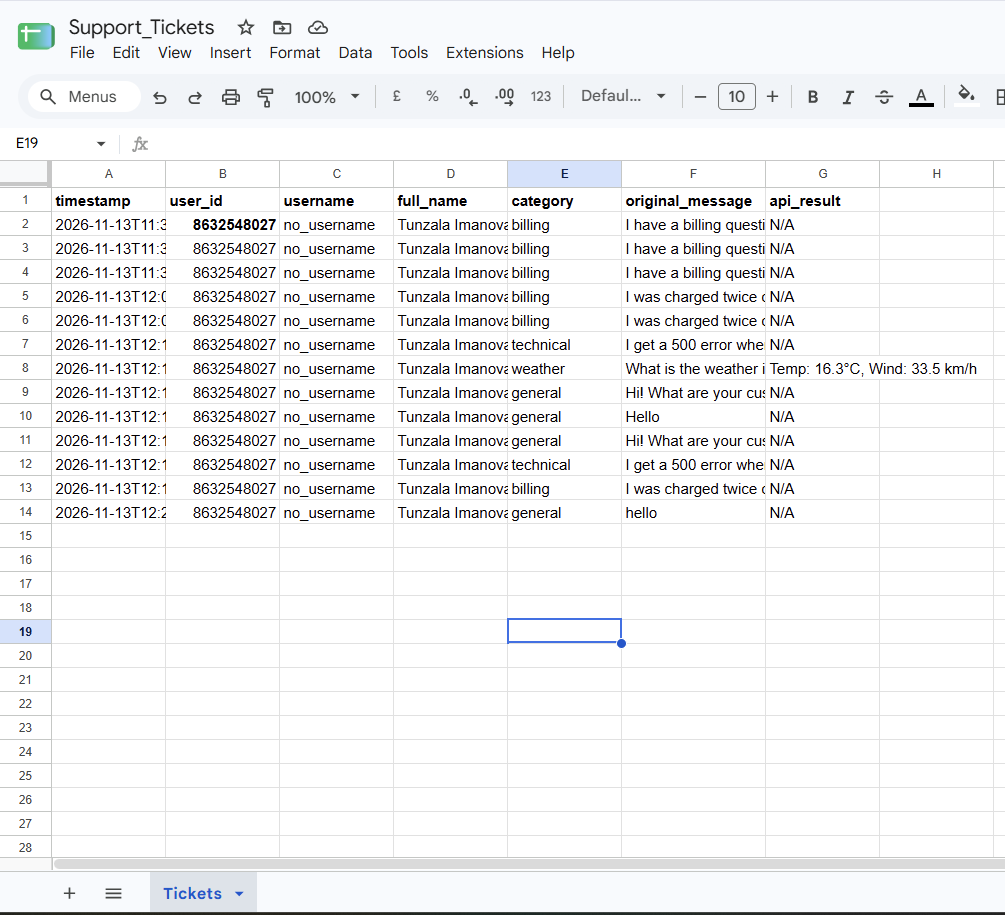 Support_Tickets
File Edit View Insert Format Data Tools Extensions Help
Menus 100% £ % .0 .00 123 Defaul... − 10 + B I S A
E19 fx
A B C D E F G H
1 timestamp user_id username full_name category original_message api_result
2 2026-11-13T11:3 8632548027 no_username Tunzala Imanova billing I have a billing questi N/A
3 2026-11-13T11:3 8632548027 no_username Tunzala Imanova billing I have a billing questi N/A
4 2026-11-13T11:3 8632548027 no_username Tunzala Imanova billing I have a billing questi N/A
5 2026-11-13T12:0 8632548027 no_username Tunzala Imanova billing I was charged twice N/A
6 2026-11-13T12:0 8632548027 no_username Tunzala Imanova billing I was charged twice N/A
7 2026-11-13T12:1 8632548027 no_username Tunzala Imanova technical I get a 500 error whe N/A
8 2026-11-13T12:1 8632548027 no_username Tunzala Imanova weather What is the weather i Temp: 16.3°C, Wind: 33.5 km/h
9 2026-11-13T12:1 8632548027 no_username Tunzala Imanova general Hi! What are your cus N/A
10 2026-11-13T12:1 8632548027 no_username Tunzala Imanova general Hello N/A
11 2026-11-13T12:1 8632548027 no_username Tunzala Imanova general Hi! What are your cus N/A
12 2026-11-13T12:1 8632548027 no_username Tunzala Imanova technical I get a 500 error whe N/A
13 2026-11-13T12:1 8632548027 no_username Tunzala Imanova billing I was charged twice N/A
14 2026-11-13T12:2 8632548027 no_username Tunzala Imanova general hello N/A
15
16
17
18
19
20
21
22
23
24
25
26
27
28
+ Tickets